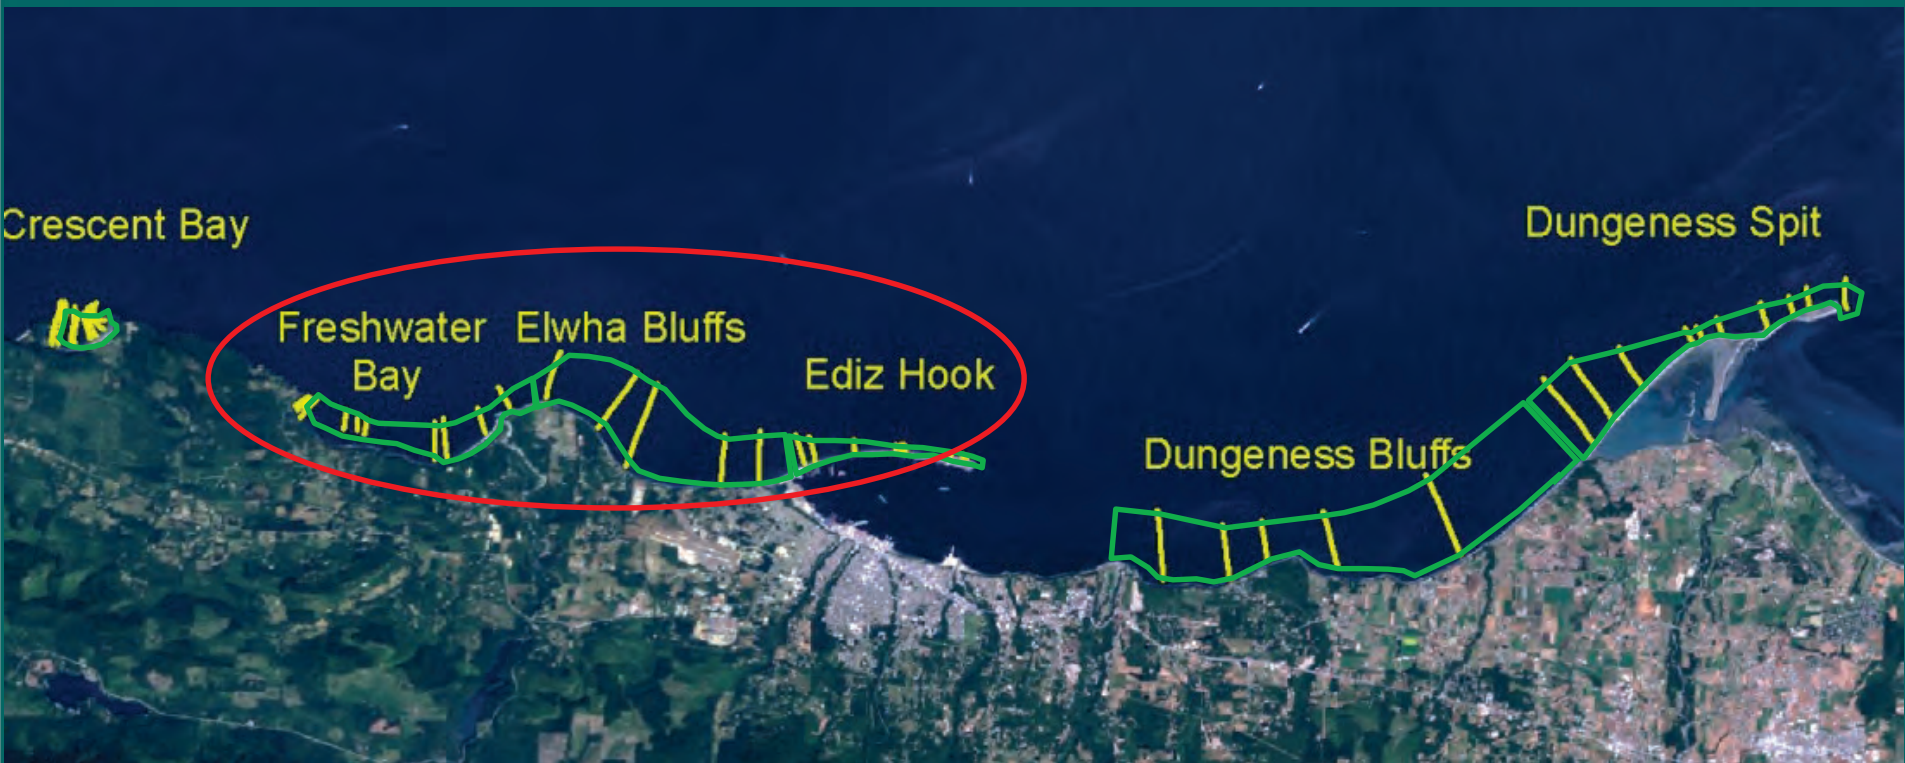 Crescent Bay
Freshwater
Bay
Elwha Bluffs
Ediz Hook
Dungeness Bluffs
Dungeness Spit